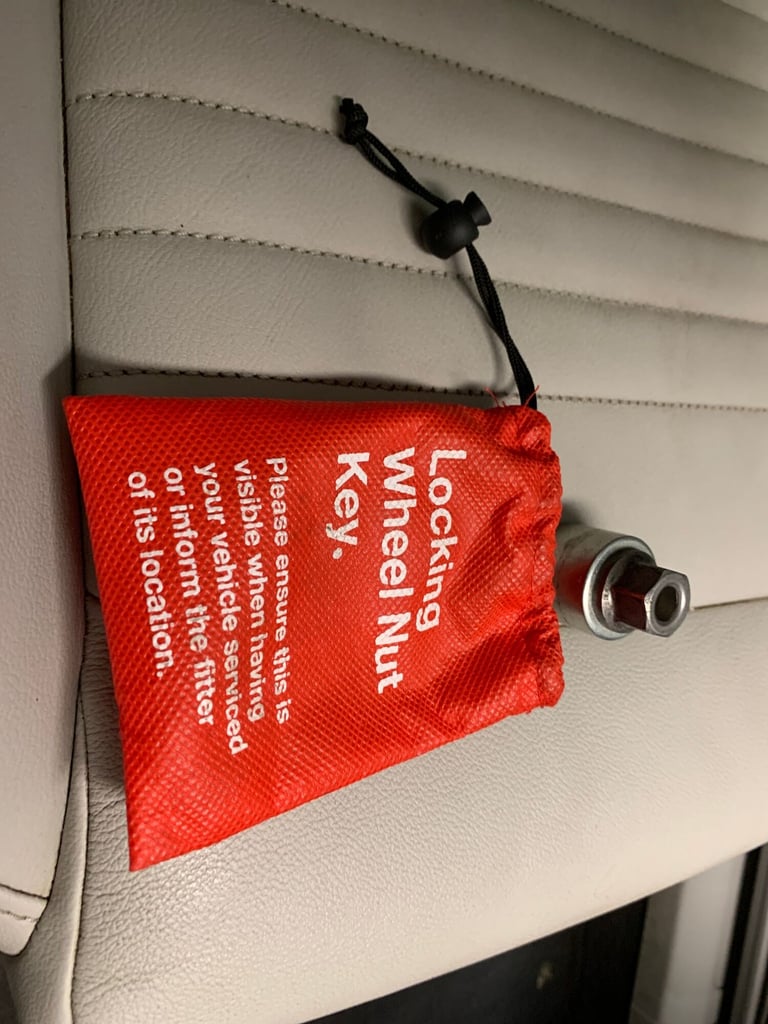 Locking
Wheel Nut
Key.
Please ensure this is
visible when having
your vehicle serviced
or inform the fitter
of its location.